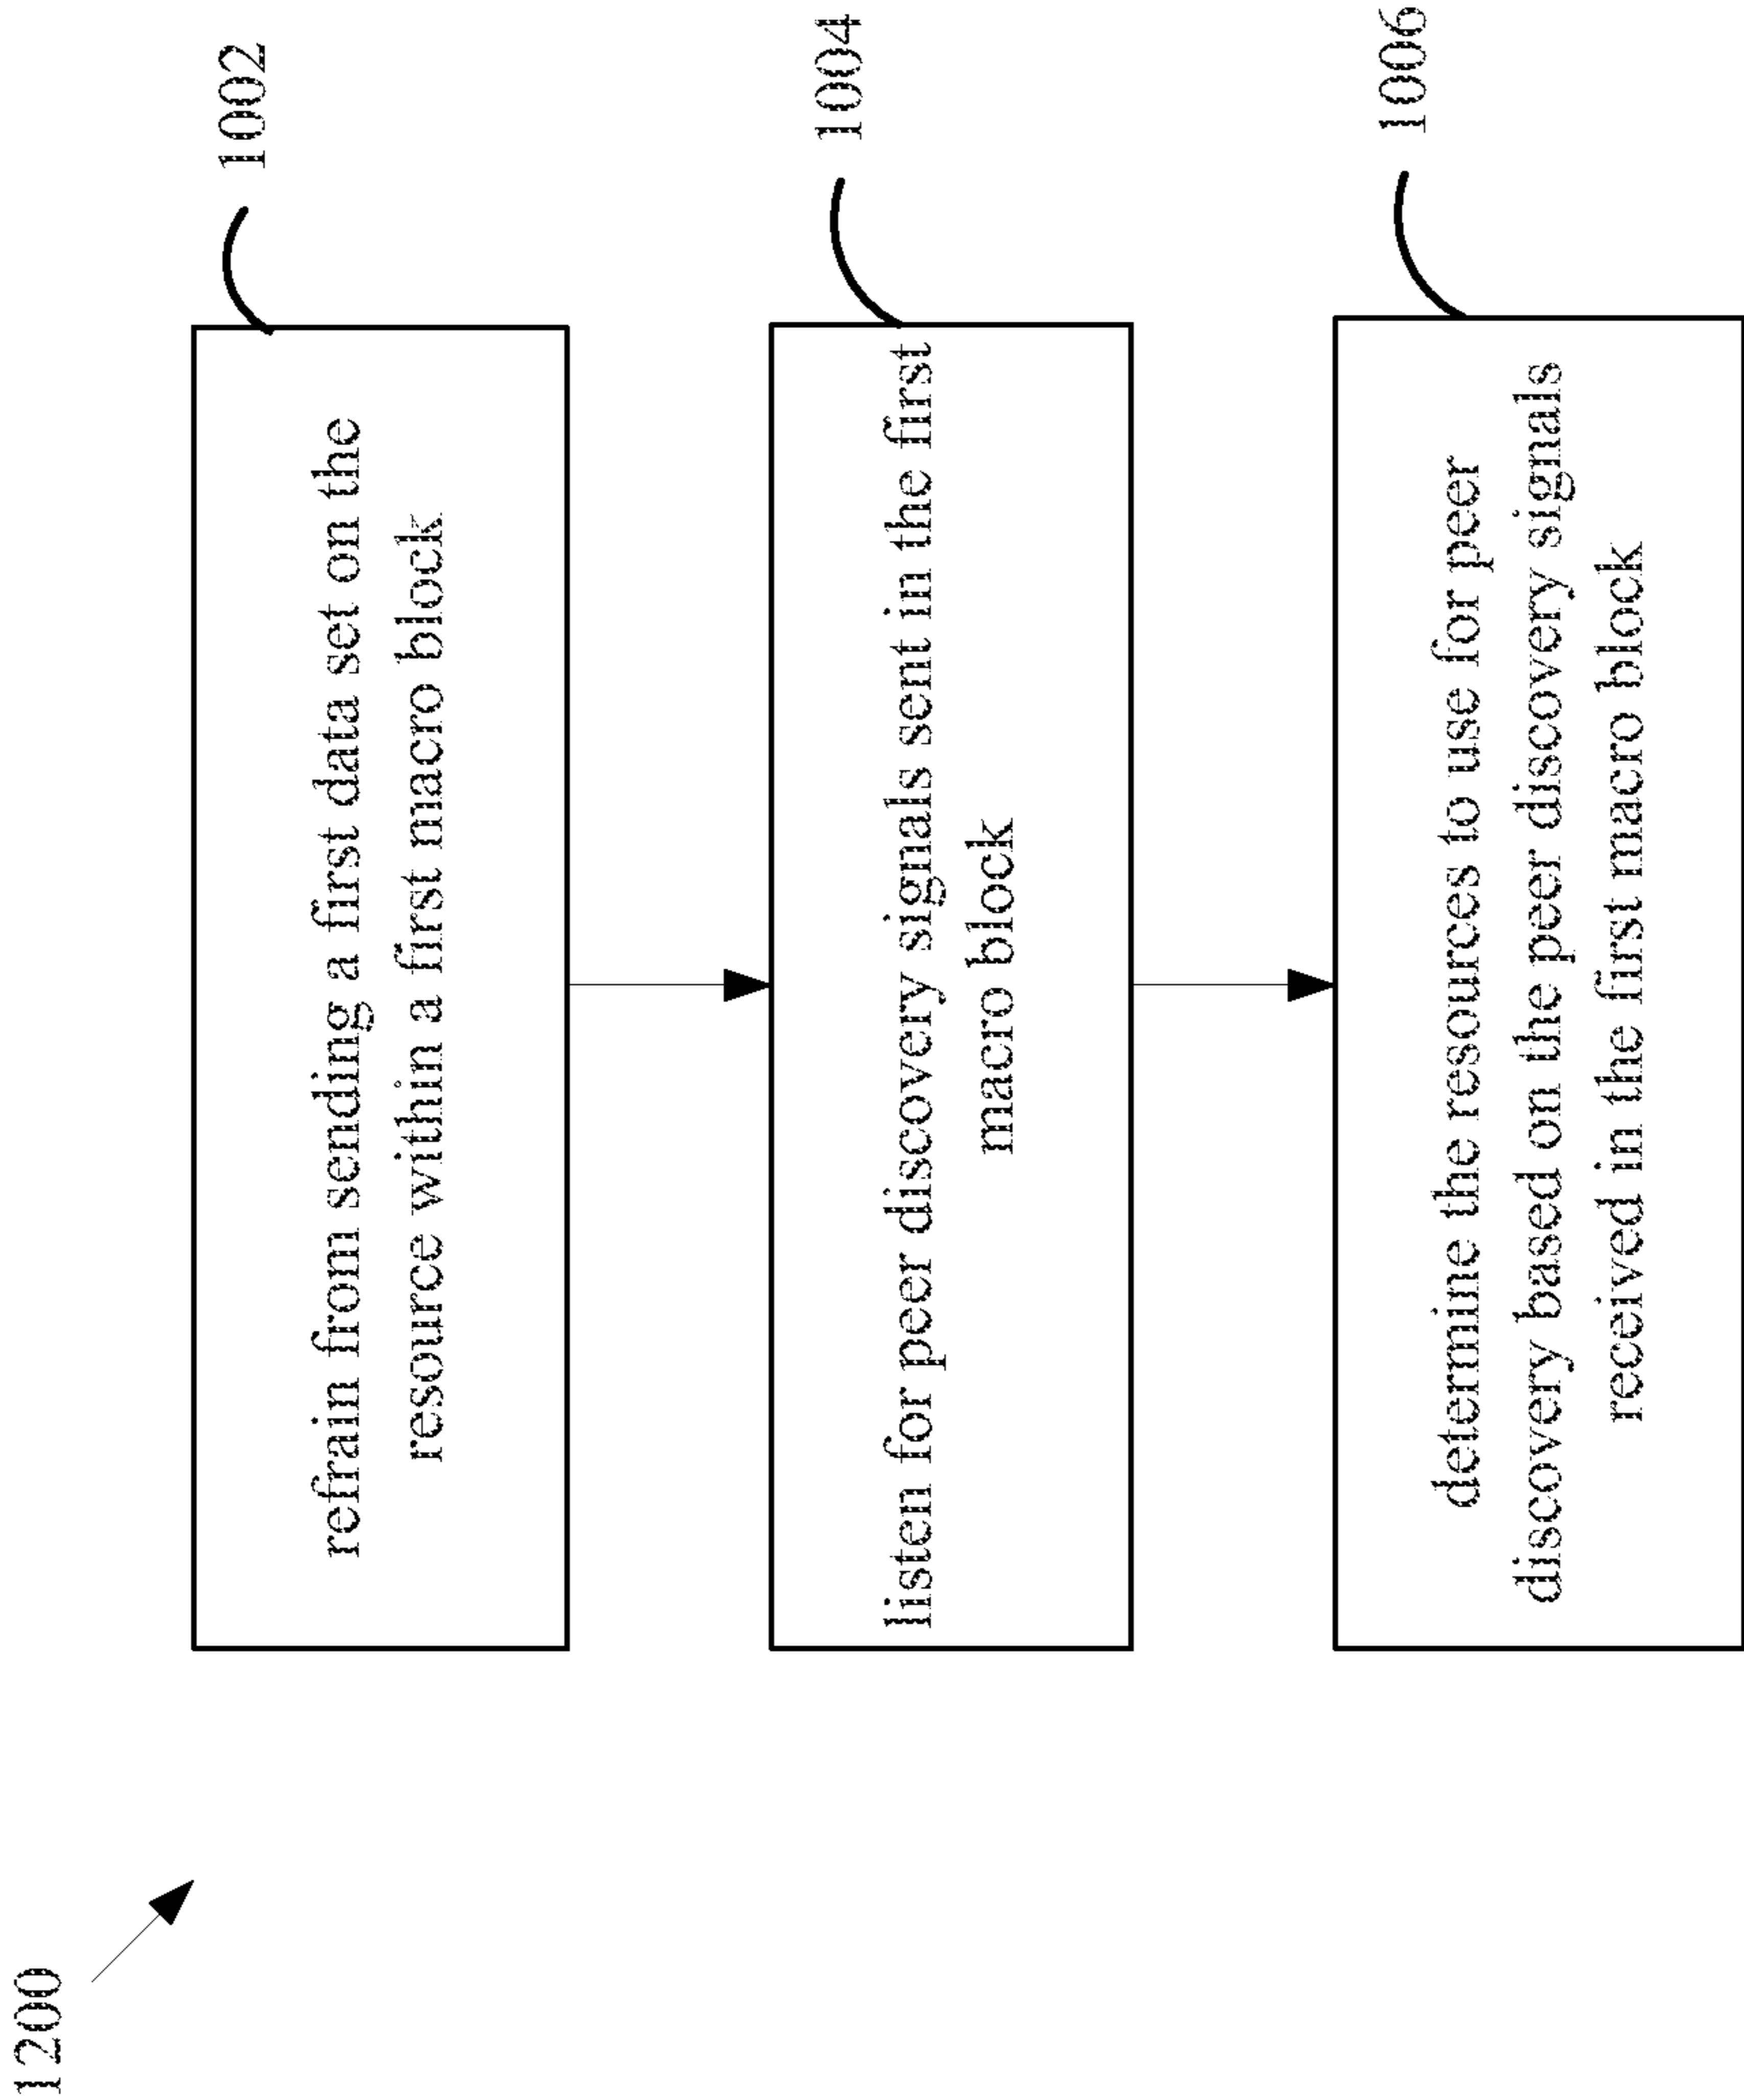 1200
1002
refrain from sending a first data set on the
resource within a first macro block
1004
listen for peer discovery signals sent in the first
macro block
1006
determine the resources to use for peer
discovery based on the peer discovery signals
received in the first macro block